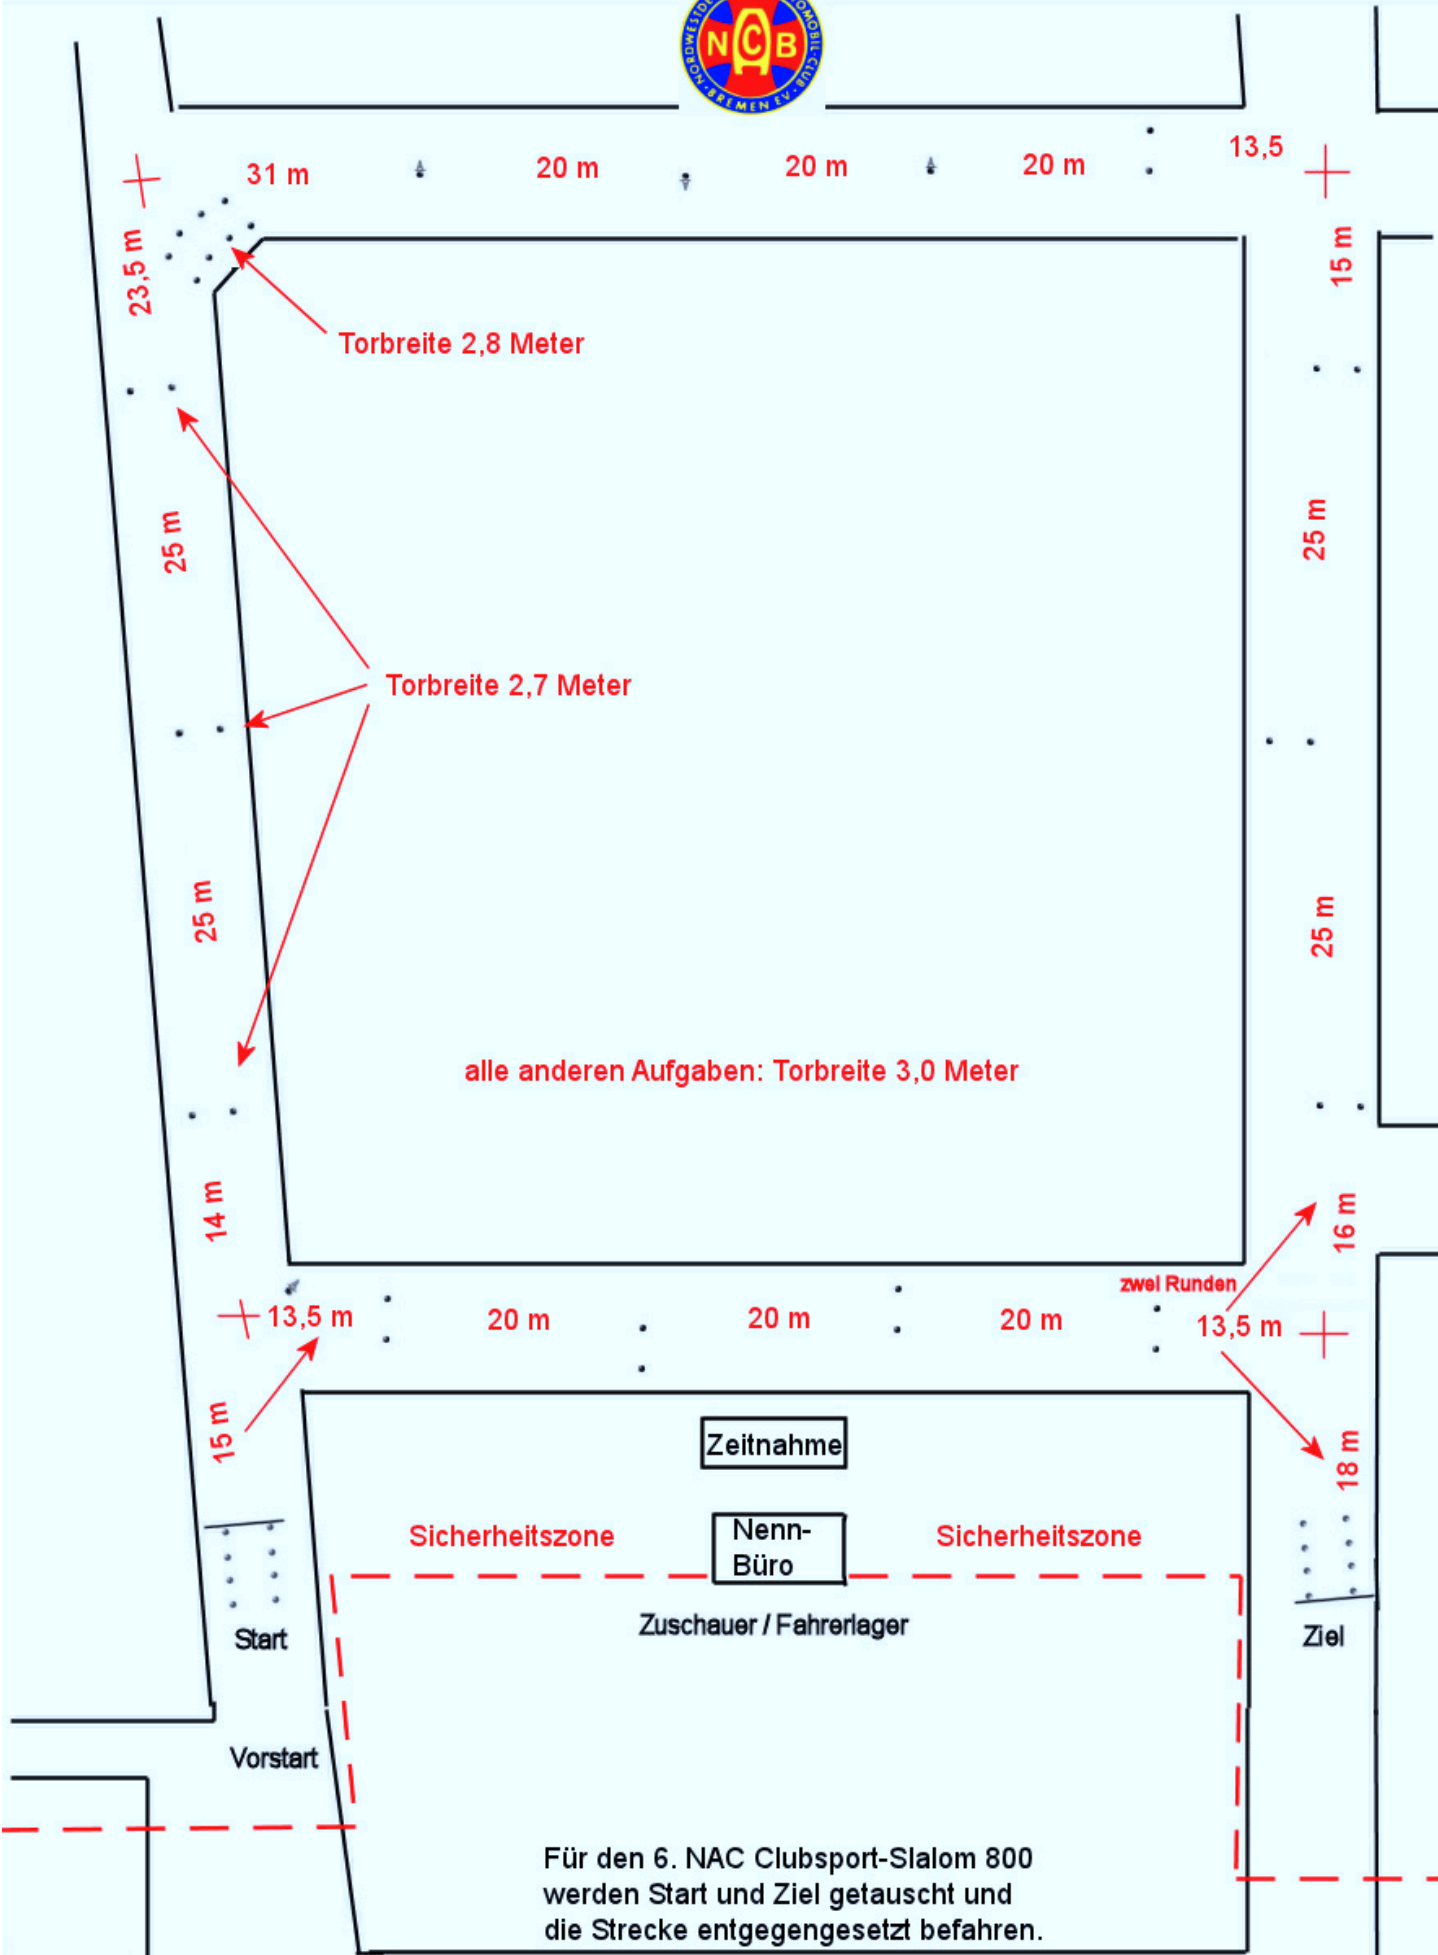 NORDWESTDE
TOMOBIL-CLUB
NCB
A
BREMEN EV
31 m
20 m
20 m
20 m
13,5
23,5 m
15 m
Torbreite 2,8 Meter
25 m
25 m
Torbreite 2,7 Meter
25 m
25 m
alle anderen Aufgaben: Torbreite 3,0 Meter
14 m
16 m
zwei Runden
13,5 m
20 m
20 m
20 m
13,5 m
15 m
18 m
Zeitnahme
Sicherheitszone
Nenn-
Büro
Sicherheitszone
Zuschauer / Fahrerlager
Start
Ziel
Vorstart
Für den 6. NAC Clubsport-Slalom 800
werden Start und Ziel getauscht und
die Strecke entgegengesetzt befahren.